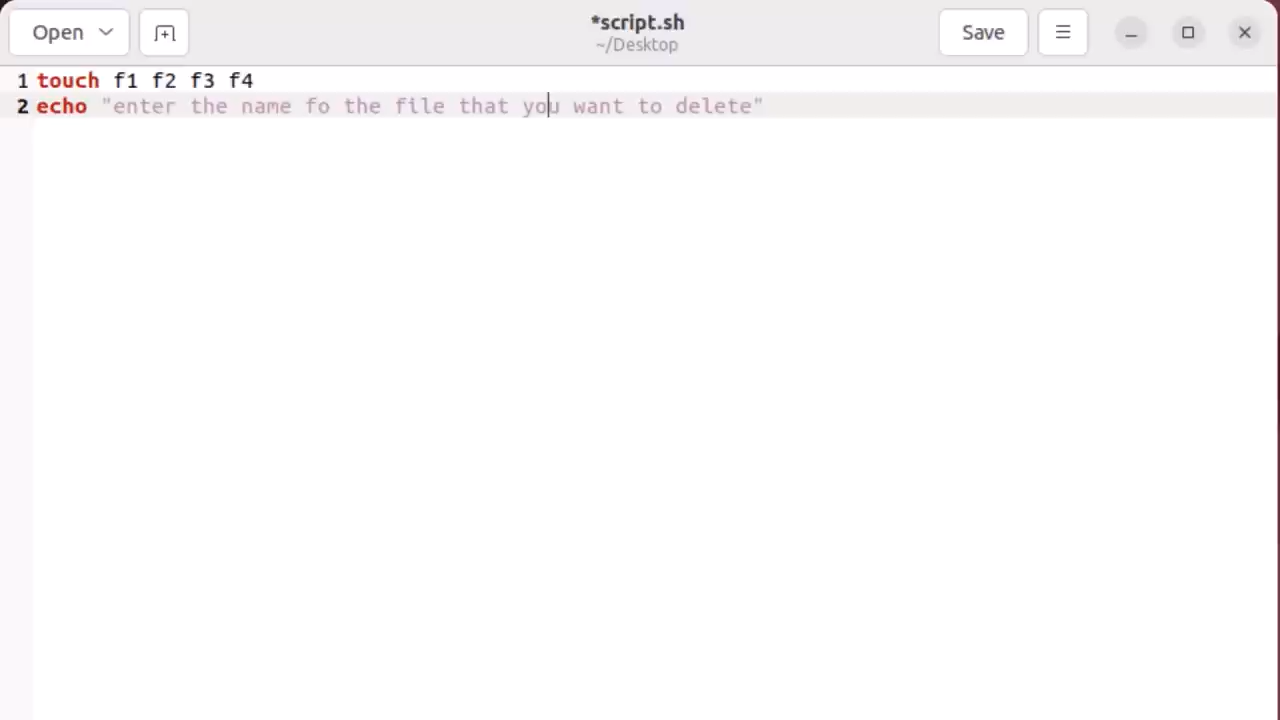 Open
*script.sh
~/Desktop
Save
1 touch f1 f2 f3 f4
2 echo "enter the name fo the file that you want to delete"